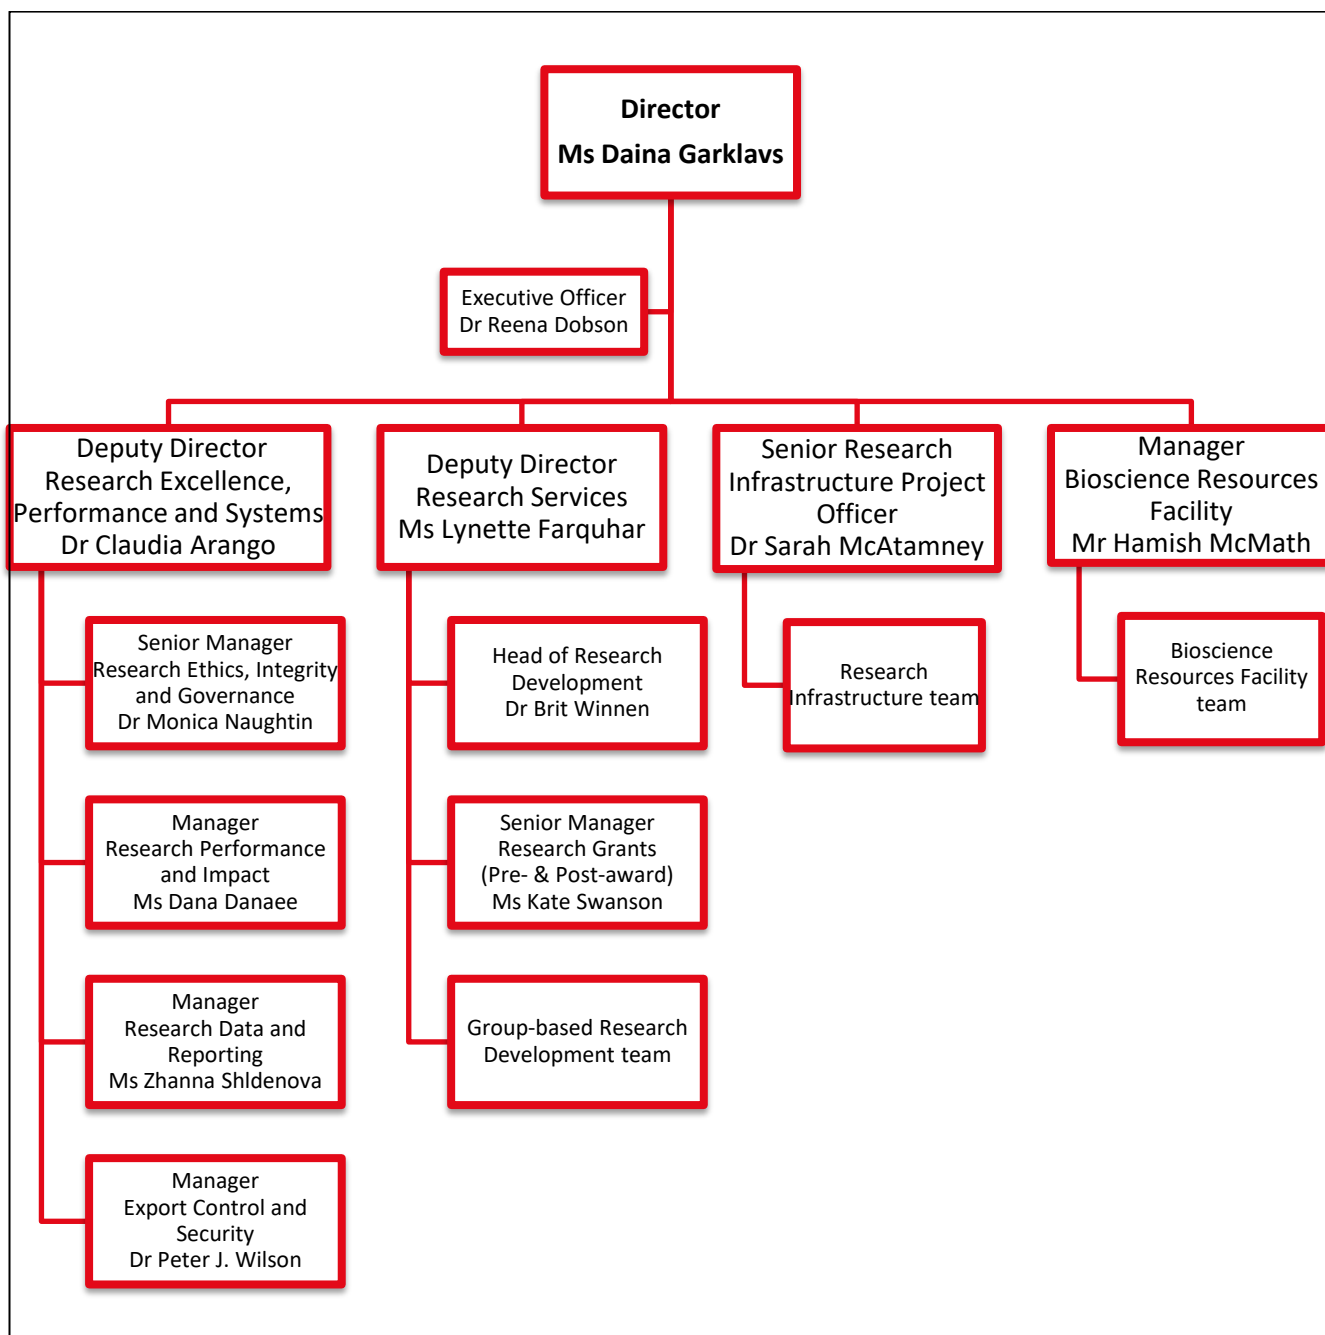 Director
Ms Daina Garklavs
Executive Officer
Dr Reena Dobson
Deputy Director
Research Excellence,
Performance and Systems
Dr Claudia Arango
Deputy Director
Research Services
Ms Lynette Farquhar
Senior Research
Infrastructure Project
Officer
Dr Sarah McAtamney
Manager
Bioscience Resources
Facility
Mr Hamish McMath
Senior Manager
Research Ethics, Integrity
and Governance
Dr Monica Naughtin
Head of Research
Development
Dr Brit Winnen
Research
Infrastructure team
Bioscience
Resources Facility
team
Manager
Research Performance
and Impact
Ms Dana Danaee
Senior Manager
Research Grants
(Pre- & Post-award)
Ms Kate Swanson
Manager
Research Data and
Reporting
Ms Zhanna Shldenova
Group-based Research
Development team
Manager
Export Control and
Security
Dr Peter J. Wilson